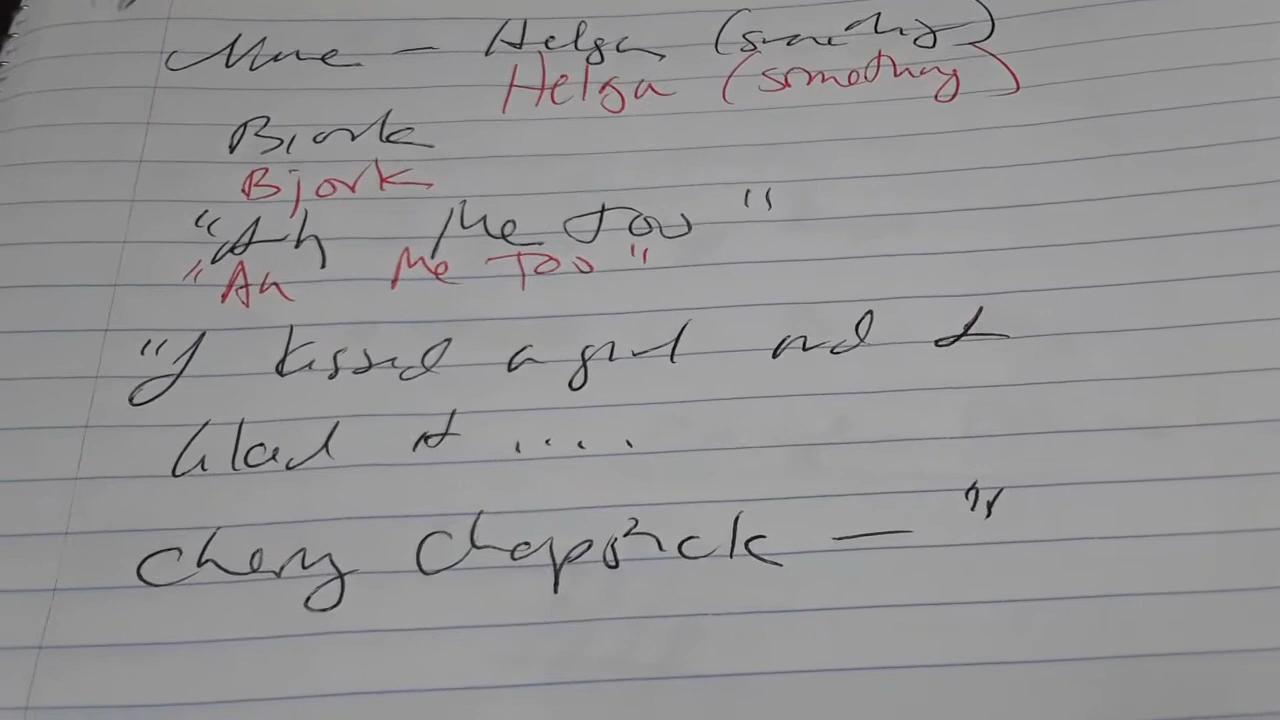 Mine - Helga (something)
Helga (something)
Biork
Bjork
"Ah Me Too"
"Ah Me Too"
"I kissed a girl and I
liked it ....
Cherry Chapstick - "